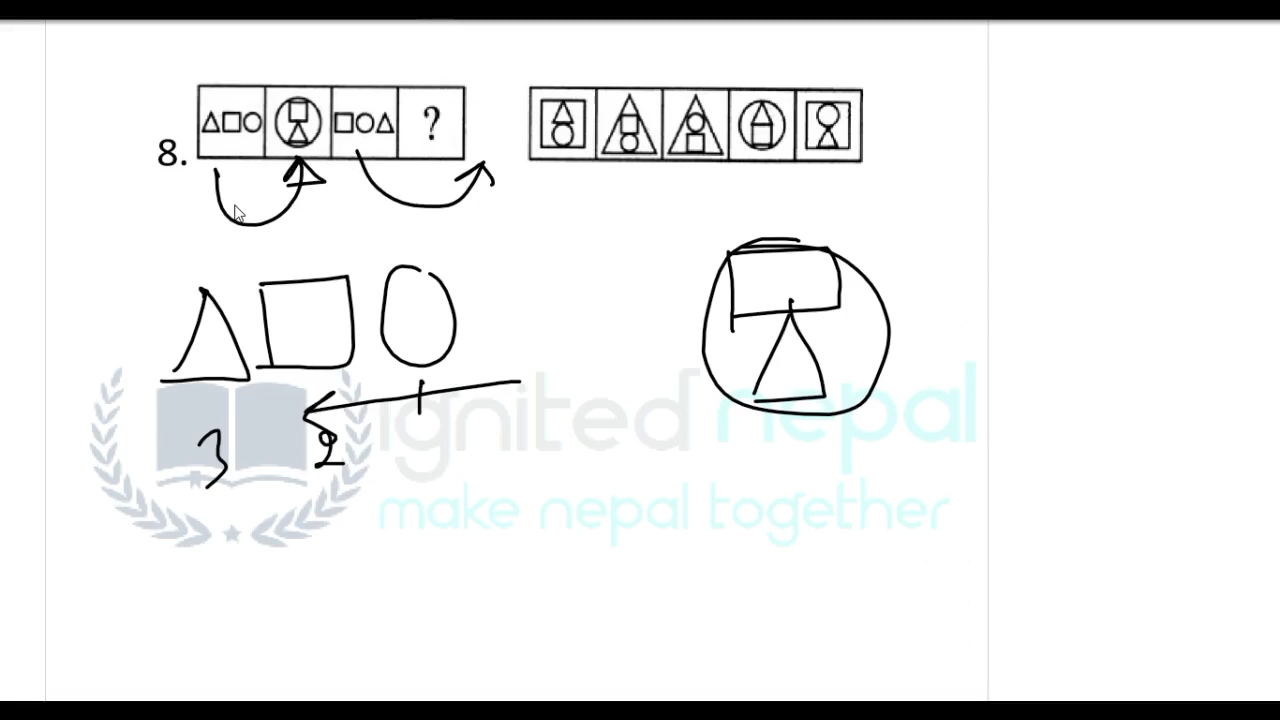 8.
?
3 2
ignited nepal
make nepal together